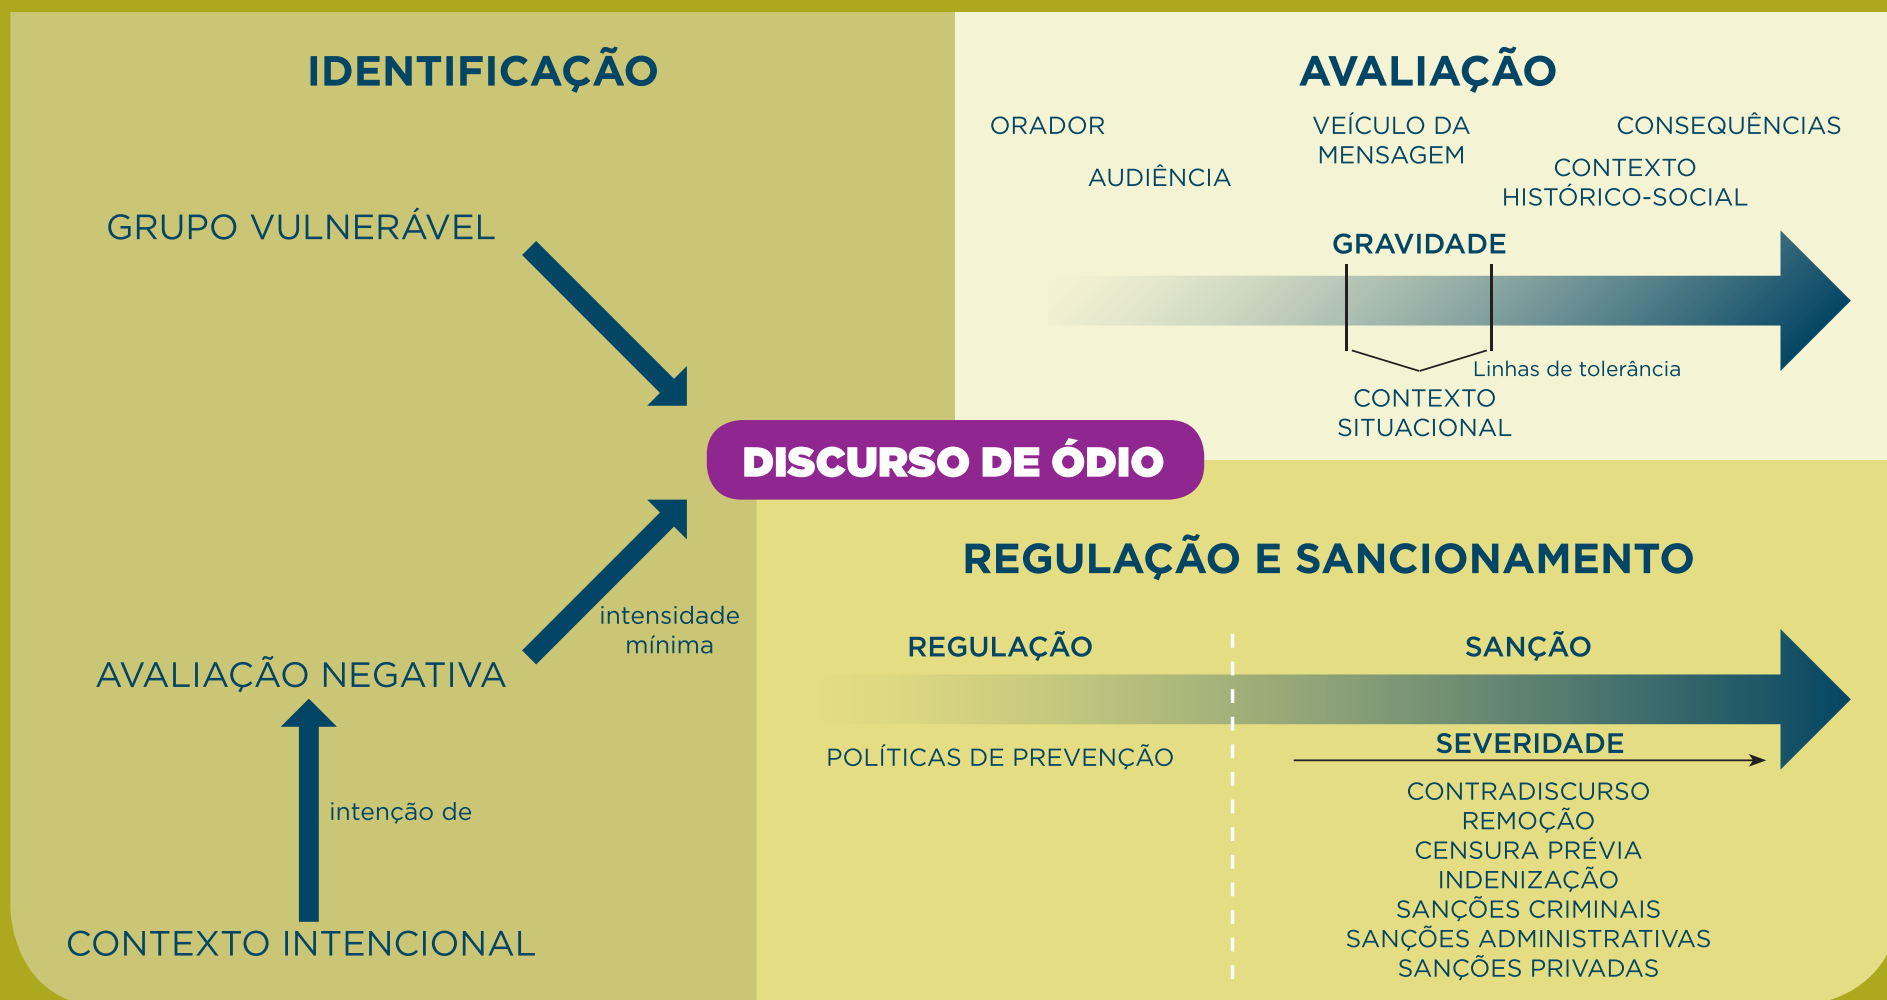 IDENTIFICAÇÃO
GRUPO VULNERÁVEL
AVALIAÇÃO NEGATIVA
intensidade
mínima
intenção de
CONTEXTO INTENCIONAL
DISCURSO DE ÓDIO
AVALIAÇÃO
ORADOR
AUDIÊNCIA
VEÍCULO DA
MENSAGEM
CONSEQUÊNCIAS
CONTEXTO
HISTÓRICO-SOCIAL
GRAVIDADE
Linhas de tolerância
CONTEXTO
SITUACIONAL
REGULAÇÃO E SANCIONAMENTO
REGULAÇÃO
POLÍTICAS DE PREVENÇÃO
SANÇÃO
SEVERIDADE
CONTRADISCURSO
REMOÇÃO
CENSURA PRÉVIA
INDENIZAÇÃO
SANÇÕES CRIMINAIS
SANÇÕES ADMINISTRATIVAS
SANÇÕES PRIVADAS